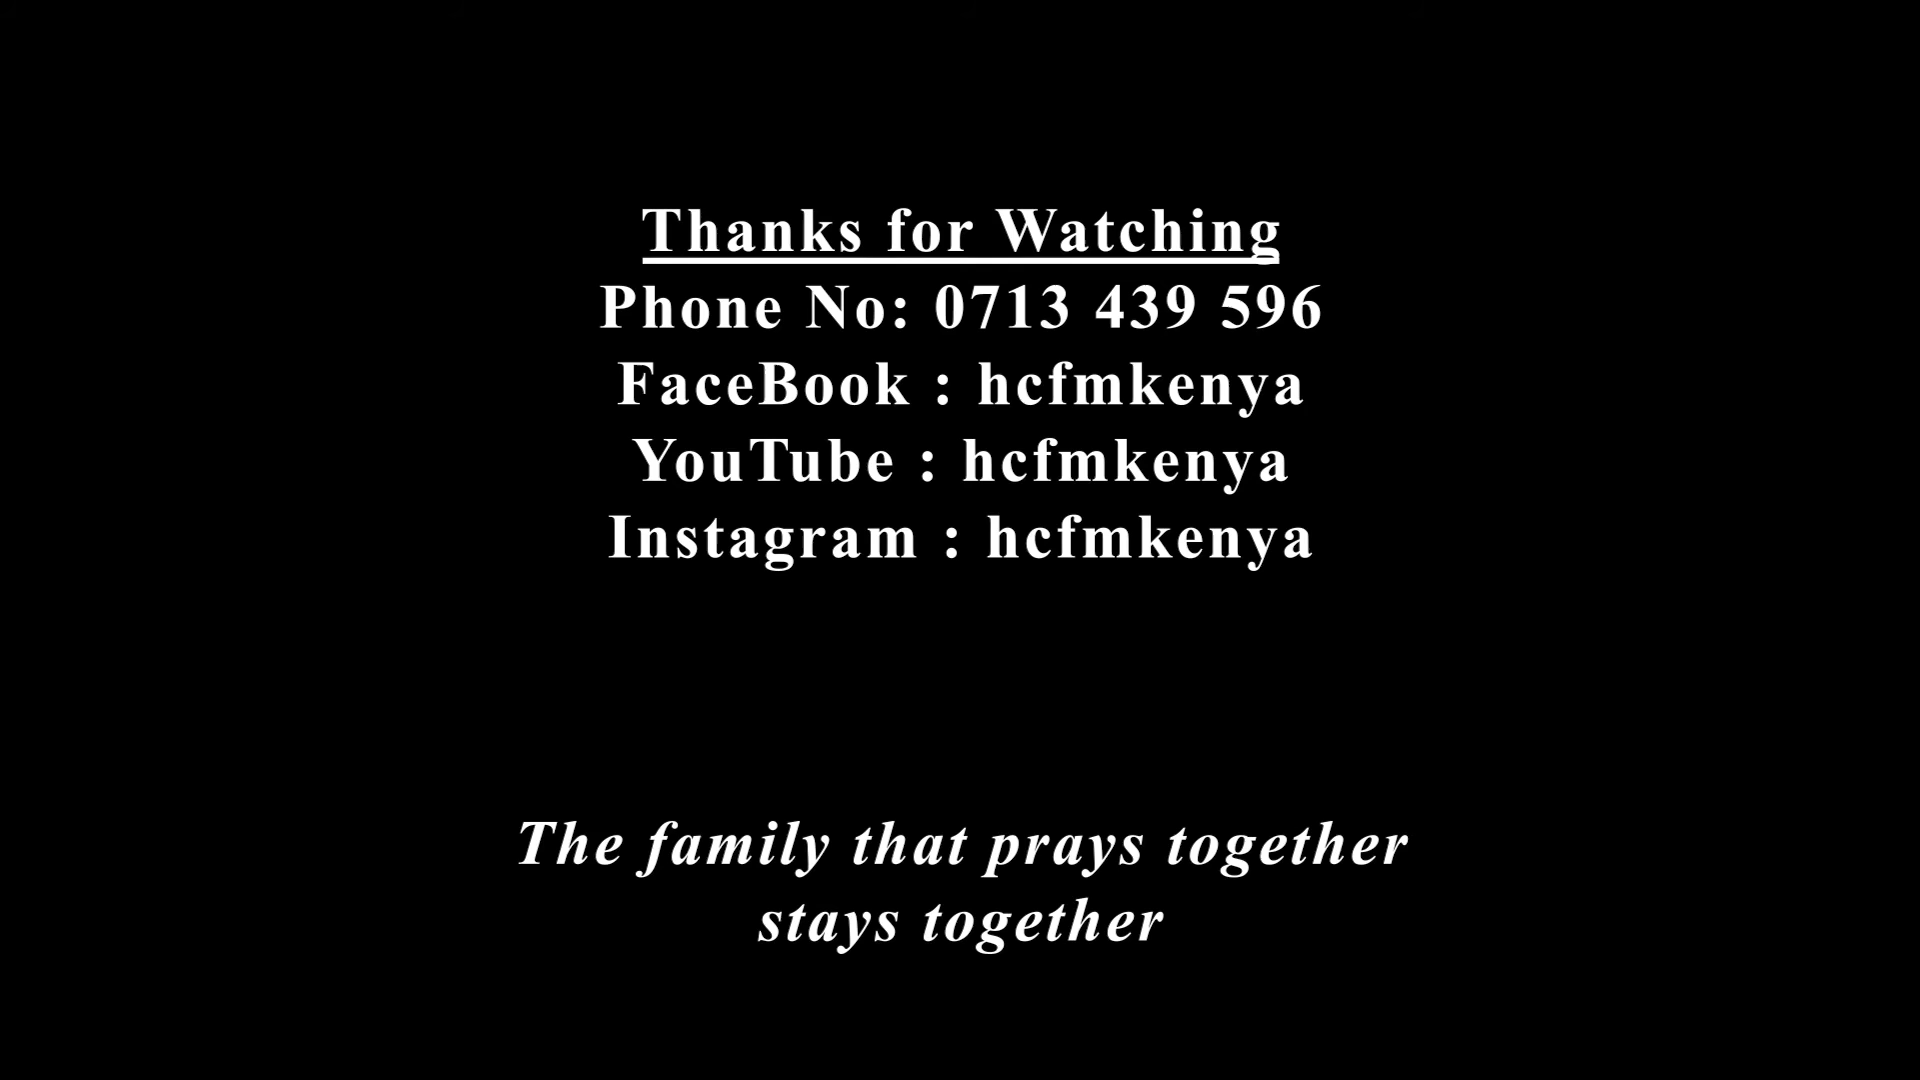 Thanks for Watching
Phone No: 0713 439 596
FaceBook : hcfmkenya
YouTube : hcfmkenya
Instagram : hcfmkenya
The family that prays together
stays together